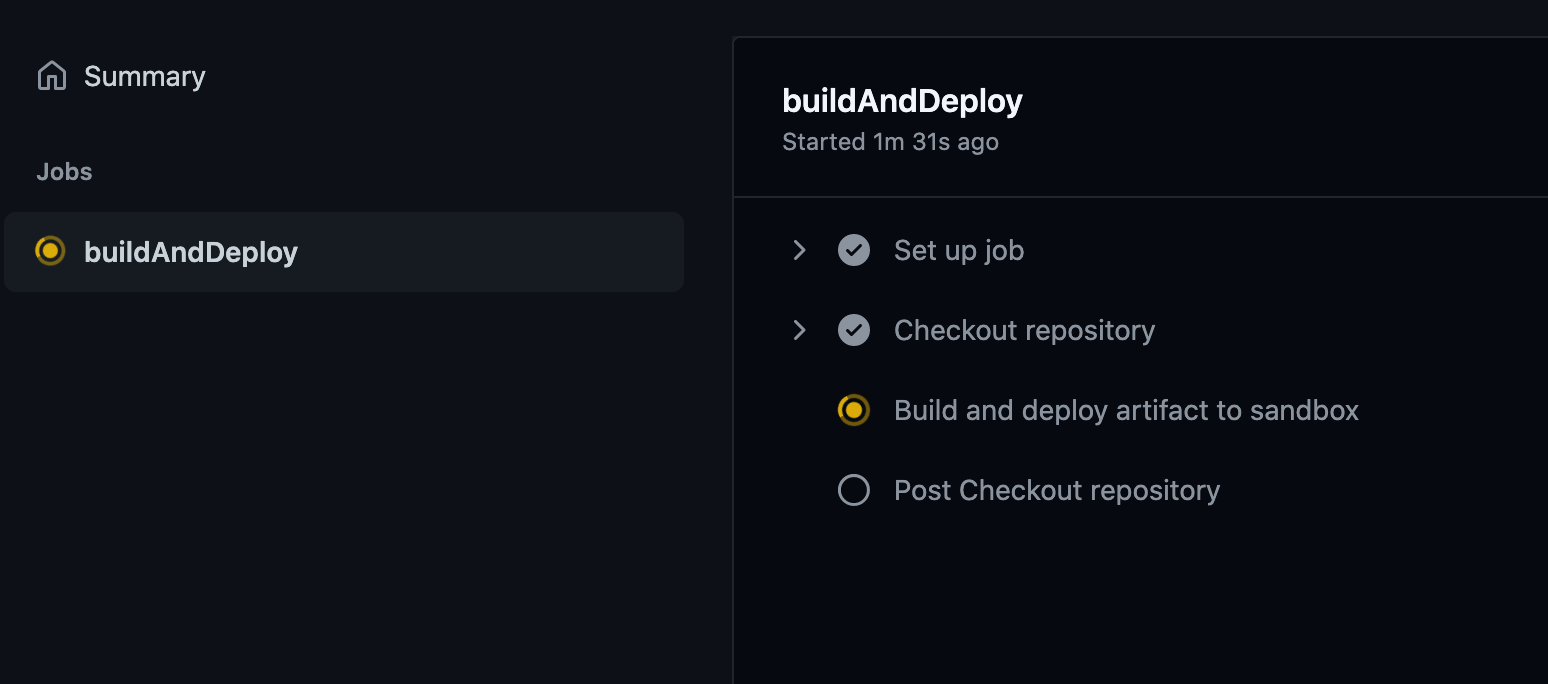 Summary
Jobs
buildAndDeploy
buildAndDeploy
Started 1m 31s ago
Set up job
Checkout repository
Build and deploy artifact to sandbox
Post Checkout repository